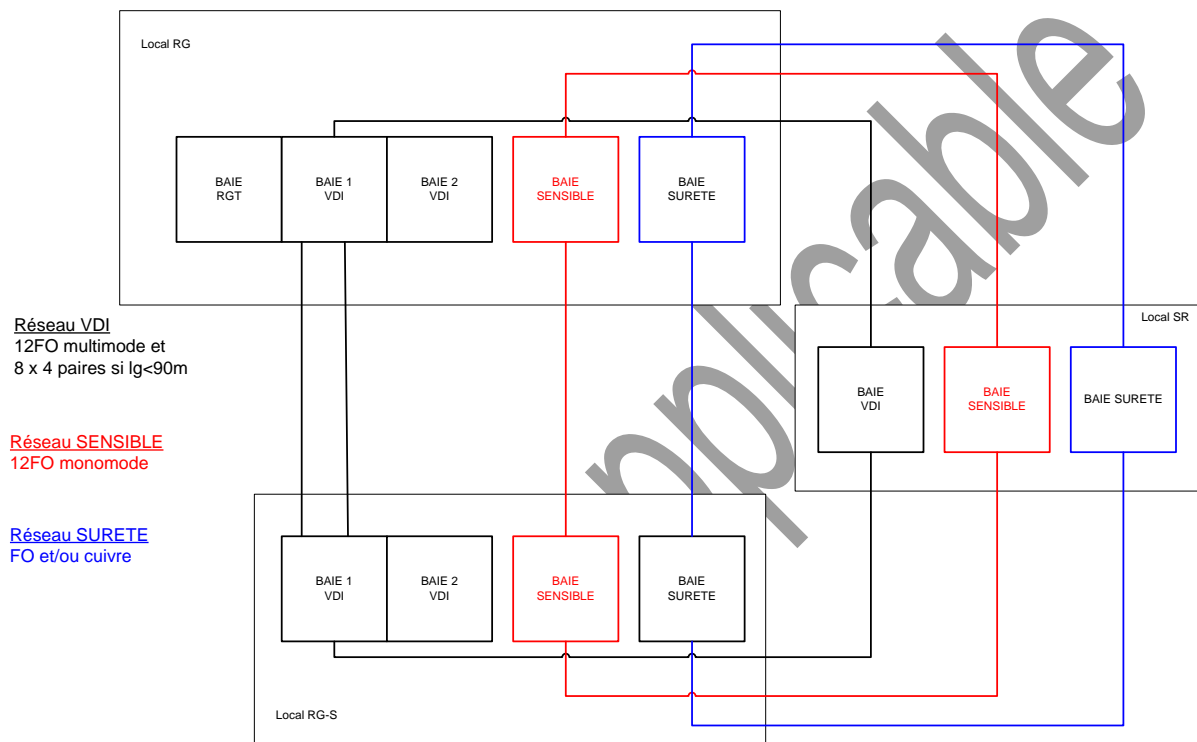 Local RG
BAIE
RGT
BAIE 1
VDI
BAIE 2
VDI
BAIE
SENSIBLE
BAIE
SURETE
Réseau VDI
12FO multimode et
8 x 4 paires si lg<90m
Réseau SENSIBLE
12FO monomode
Réseau SURETE
FO et/ou cuivre
Local SR
BAIE
VDI
BAIE
SENSIBLE
BAIE SURETE
BAIE 1
VDI
BAIE 2
VDI
BAIE
SENSIBLE
BAIE
SURETE
Local RG-S